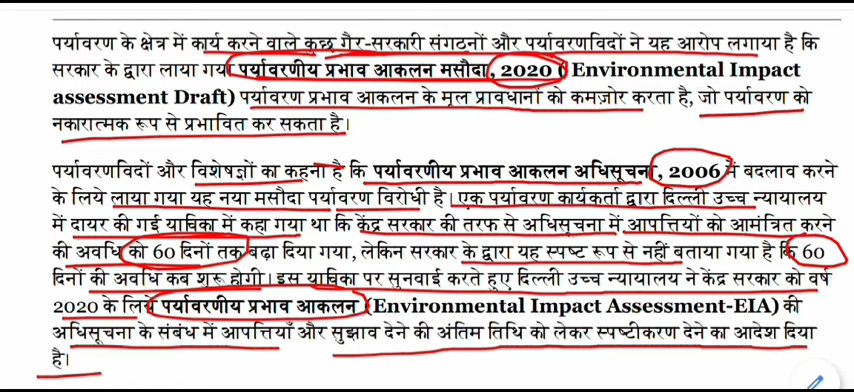 पर्यावरण के क्षेत्र में कार्य करने वाले कुछ गैर-सरकारी संगठनों और पर्यावरणविदों ने यह आरोप लगाया है कि
सरकार के द्वारा लाया गया पर्यावरणीय प्रभाव आकलन मसौदा, 2020 ( Environmental Impact
assessment Draft) पर्यावरण प्रभाव आकलन के मूल प्रावधानों को कमज़ोर करता है, जो पर्यावरण को
नकारात्मक रूप से प्रभावित कर सकता है।
पर्यावरणविदों और विशेषज्ञों का कहना है कि पर्यावरणीय प्रभाव आकलन अधिसूचना, 2006 में बदलाव करने
के लिये लाया गया यह नया मसौदा पर्यावरण विरोधी है। एक पर्यावरण कार्यकर्ता द्वारा दिल्ली उच्च न्यायालय
में दायर की गई याचिका में कहा गया था कि केंद्र सरकार की तरफ से अधिसूचना में आपत्तियों को आमंत्रित करने
की अवधि को 60 दिनों तक बढ़ा दिया गया, लेकिन सरकार के द्वारा यह स्पष्ट रूप से नहीं बताया गया है कि 60
दिनों की अवधि कब शुरू होगी। इस याचिका पर सुनवाई करते हुए दिल्ली उच्च न्यायालय ने केंद्र सरकार को वर्ष
2020 के लिये पर्यावरणीय प्रभाव आकलन (Environmental Impact Assessment-EIA) की
अधिसूचना के संबंध में आपत्तियाँ और सुझाव देने की अंतिम तिथि को लेकर स्पष्टीकरण देने का आदेश दिया
है।